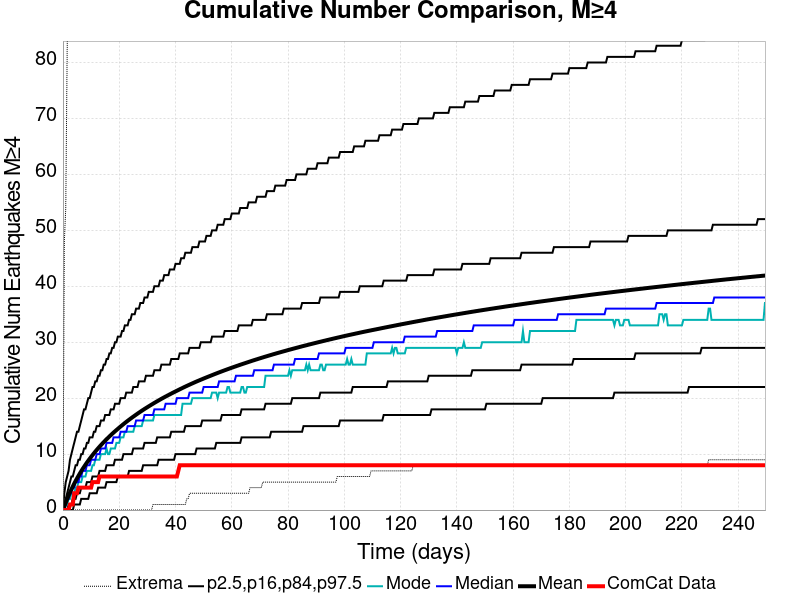 Cumulative Number Comparison, M≥4
Cumulative Num Earthquakes M≥4
80
70
60
50
40
30
20
10
0
0 20 40 60 80 100 120 140 160 180 200 220 240
Time (days)
Extrema p2.5,p16,p84,p97.5 Mode Median Mean ComCat Data